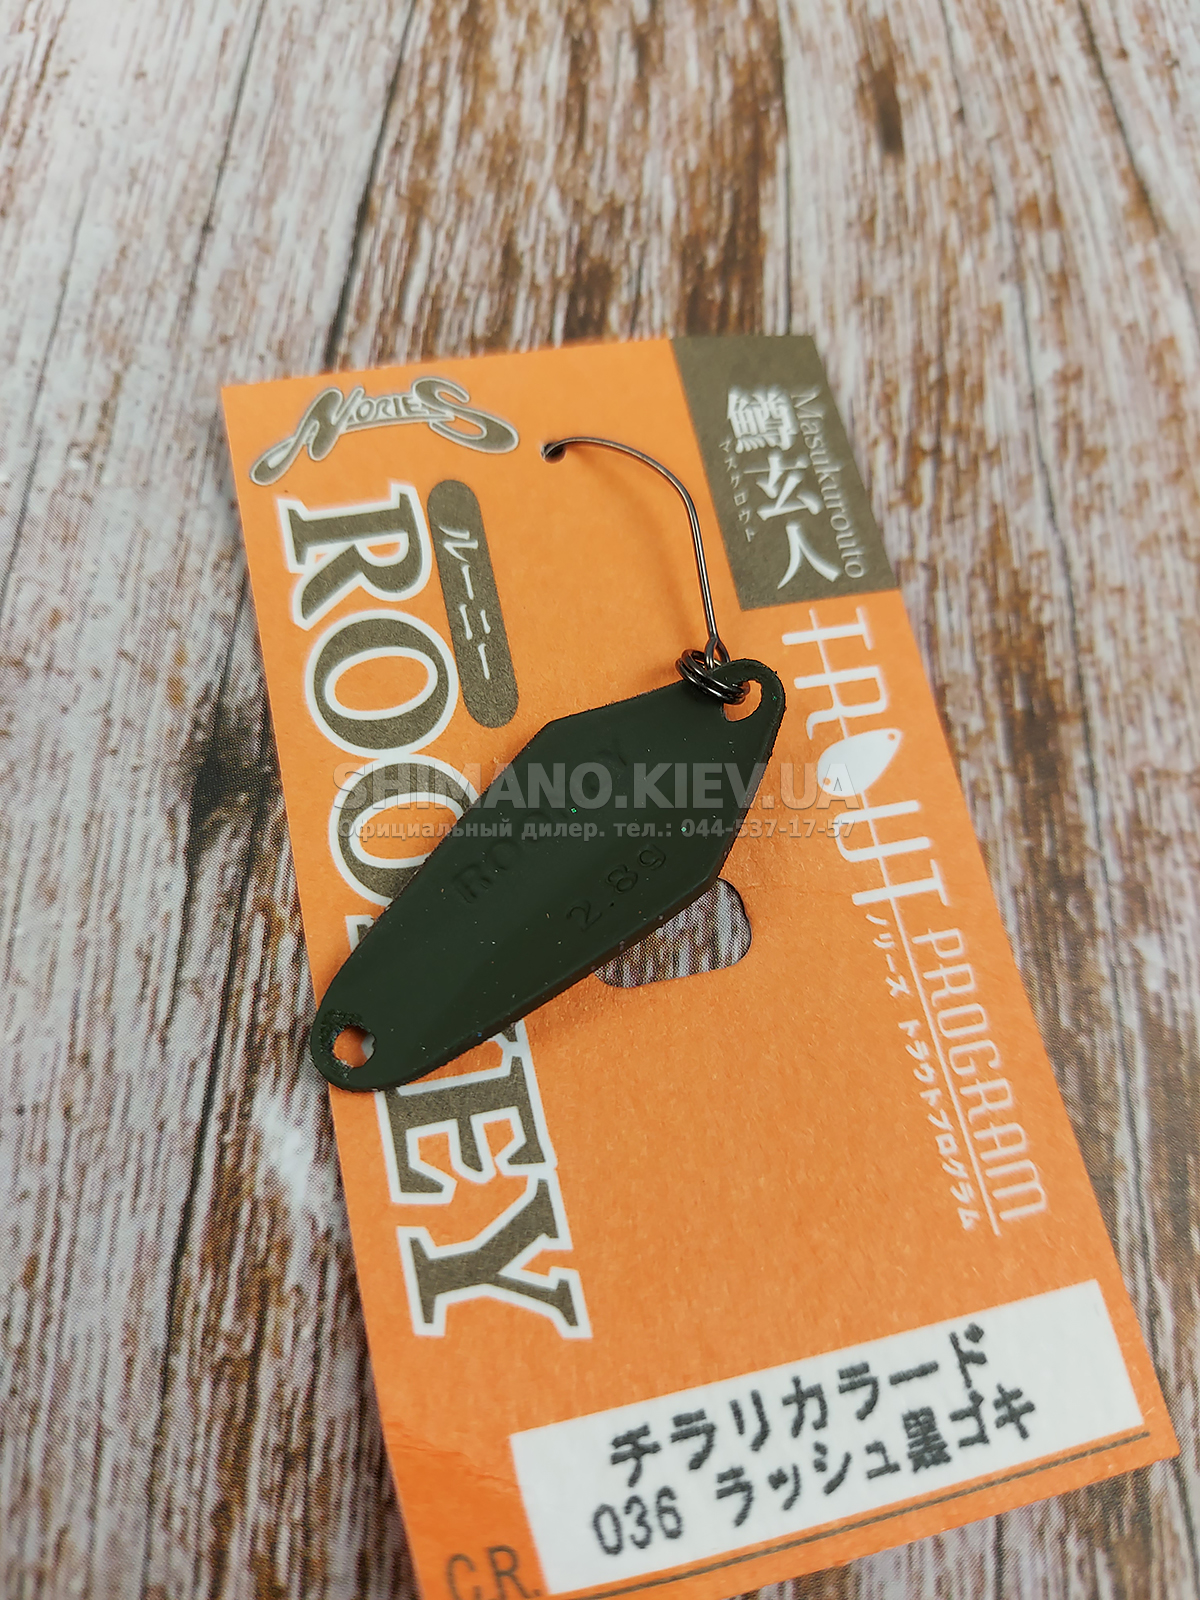 NORIES
ルーニー
ROONEY
鱒玄人
マスクロウト
Masukurouto
TROUT
PROGRAM
ノリーズ トラウトプログラム
ROONEY
2.8g
SHIMANO.KIEV.UA
Официальный дилер. тел.: 044-537-17-57
チラリカラード
036 ラッシュ黒ゴキ
C.R.